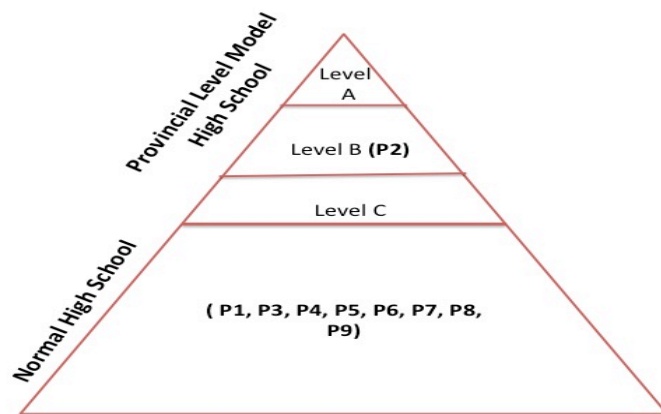 Provincial Level Model
High School
Level
A
Level B (P2)
Level C
Normal High School
( P1, P3, P4, P5, P6, P7, P8,
P9)